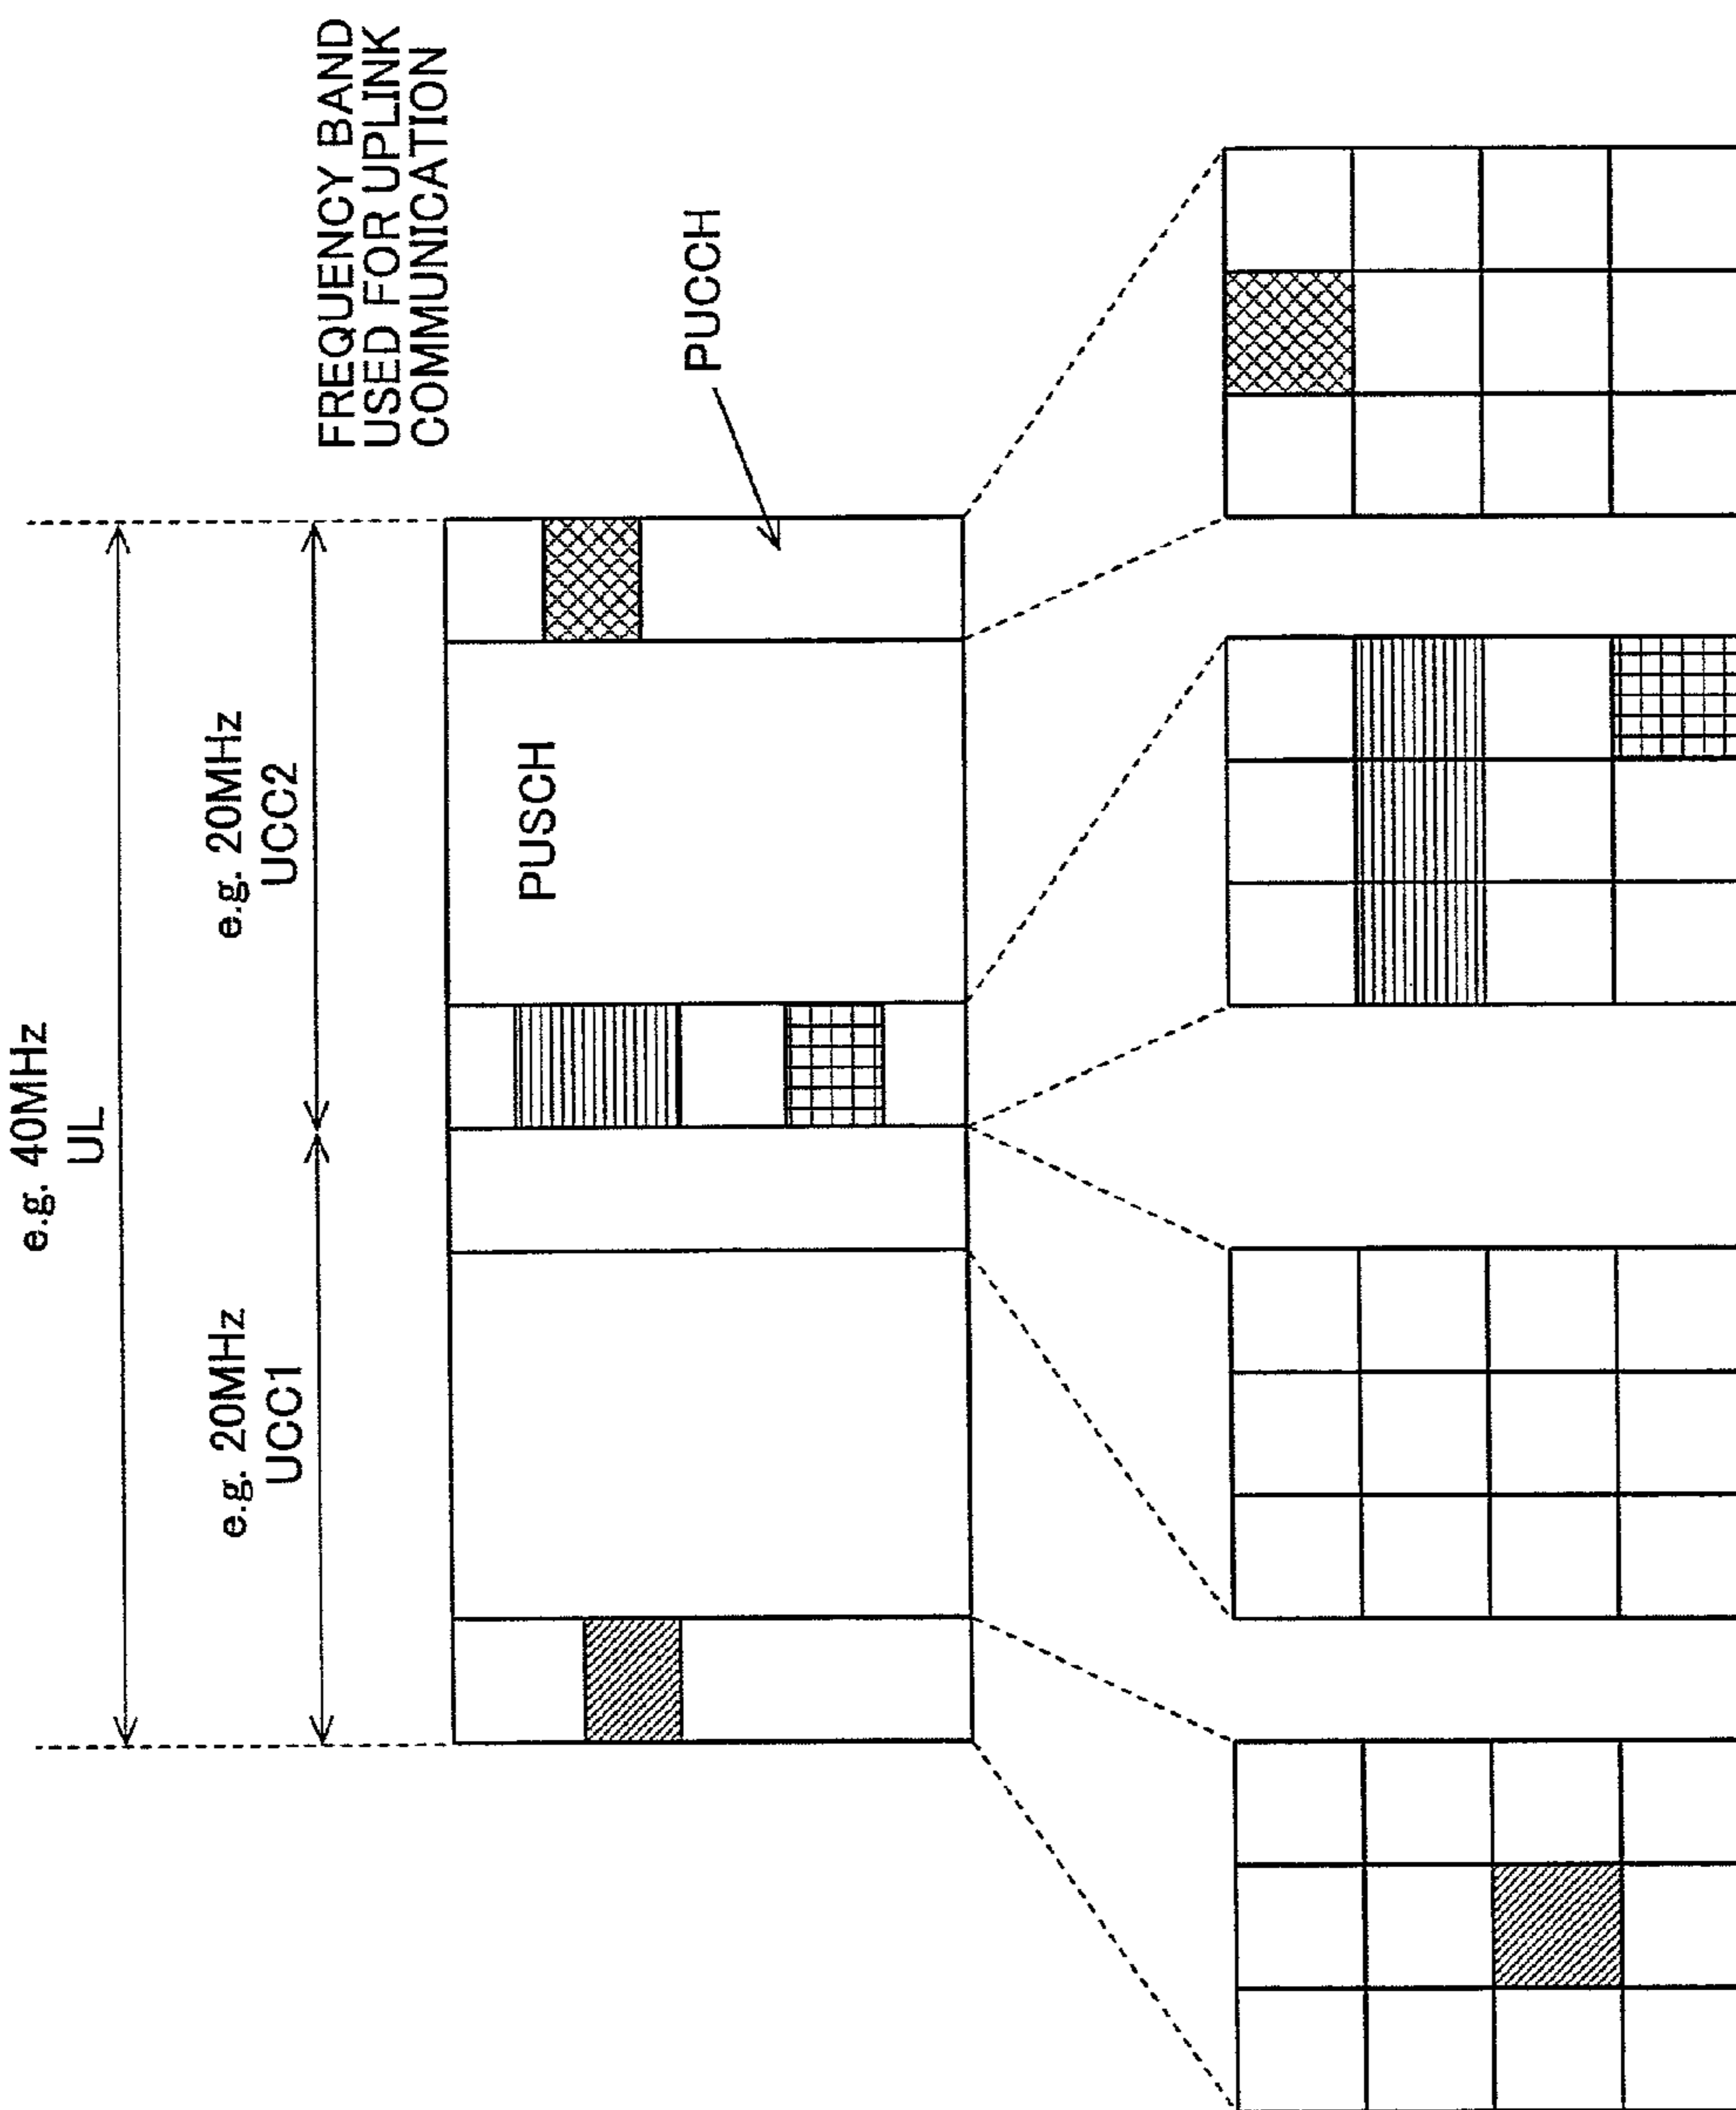 e.g. 40MHz
UL
e.g. 20MHz
UCC1
e.g. 20MHz
UCC2
FREQUENCY BAND
USED FOR UPLINK
COMMUNICATION
PUSCH
PUCCH